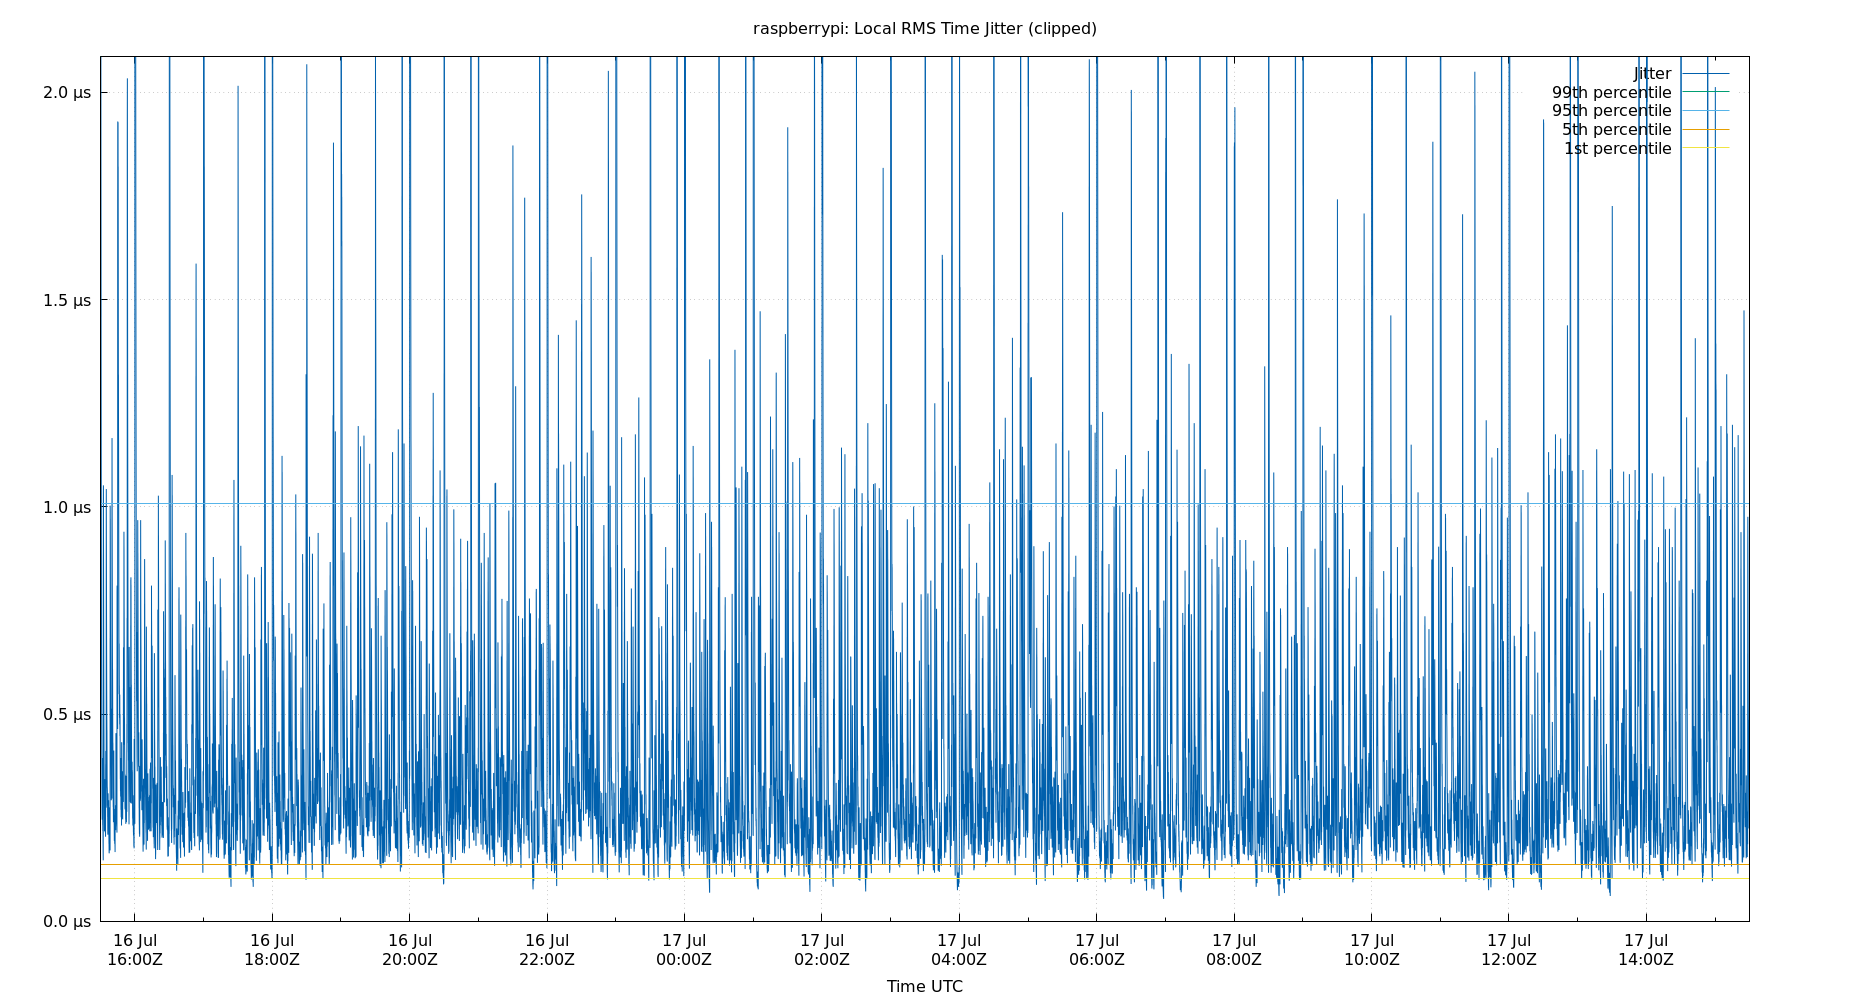 raspberrypi: Local RMS Time Jitter (clipped)
Jitter
99th percentile
95th percentile
5th percentile
1st percentile
2.0 µs
1.5 µs
1.0 µs
0.5 µs
0.0 µs
16 Jul 16 Jul 16 Jul 16 Jul 17 Jul 17 Jul 17 Jul 17 Jul 17 Jul 17 Jul 17 Jul 17 Jul
16:00Z 18:00Z 20:00Z 22:00Z 00:00Z 02:00Z 04:00Z 06:00Z 08:00Z 10:00Z 12:00Z 14:00Z
Time UTC